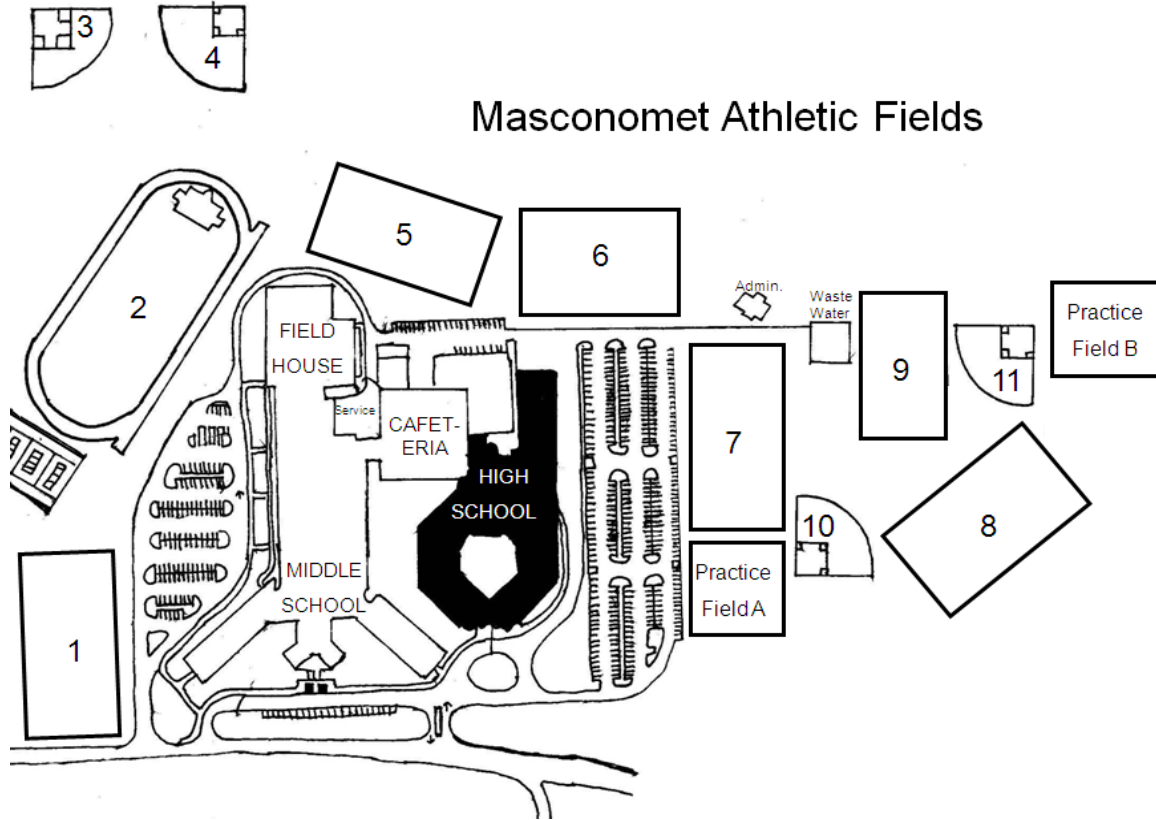 3
4
Masconomet Athletic Fields
5
6
2
Admin.
Waste
Water
Practice
Field B
FIELD
HOUSE
9
11
Service
CAFET-
ERIA
7
HIGH
SCHOOL
10
8
MIDDLE
SCHOOL
Practice
Field A
1